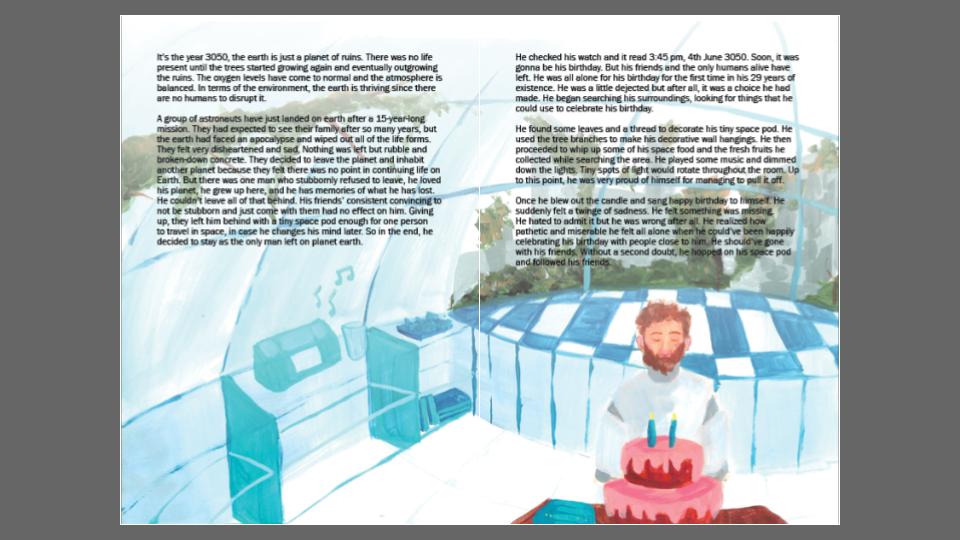 It's the year 3050, the earth is just a planet of ruins. There was no life
present until the trees started growing again and eventually outgrowing
the ruins. The oxygen levels have come to normal and the atmosphere is
balanced. In terms of the environment, the earth is thriving since there
are no humans to disrupt it.
A group of astronauts have just landed on earth after a 15-year-long
mission. They had expected to see their family after so many years, but
the earth had faced an apocalypse and wiped out all of the life forms.
They felt very disheartened and sad. Nothing was left but rubble and
broken-down concrete. They decided to leave the planet and inhabit
another planet because they felt there was no point in continuing life on
Earth. But there was one man who stubbornly refused to leave, he loved
his planet, he grew up here, and he has memories of what he has lost.
He couldn't leave all of that behind. His friends' consistent convincing to
not be stubborn and just come with them had no effect on him. Giving
up, they left him behind with a tiny space pod enough for one person
to travel in space, in case he changes his mind later. So in the end, he
decided to stay as the only man left on planet earth.
He checked his watch and it read 3:45 pm, 4th June 3050. Soon, it was
gonna be his birthday. But his friends and the only humans alive have
left. He was all alone for his birthday for the first time in his 29 years of
existence. He was a little dejected but after all, it was a choice he had
made. He began searching his surroundings, looking for things that he
could use to celebrate his birthday.
He found some leaves and a thread to decorate his tiny space pod. He
used the tree branches to make his decorative wall hangings. He then
proceeded to whip up some of his space food and the fresh fruits he
collected while searching the area. He played some music and dimmed
down the lights. Tiny spots of light would rotate throughout the room. Up
to this point, he was very proud of himself for managing to pull it off.
Once he blew out the candle and sang happy birthday to himself. He
suddenly felt a twinge of sadness. He felt something was missing.
He hated to admit it but he was wrong after all. He realized how
pathetic and miserable he felt all alone when he could've been happily
celebrating his birthday with people close to him. He should've gone
with his friends. Without a second doubt, he hopped on his space pod
and followed his friends.